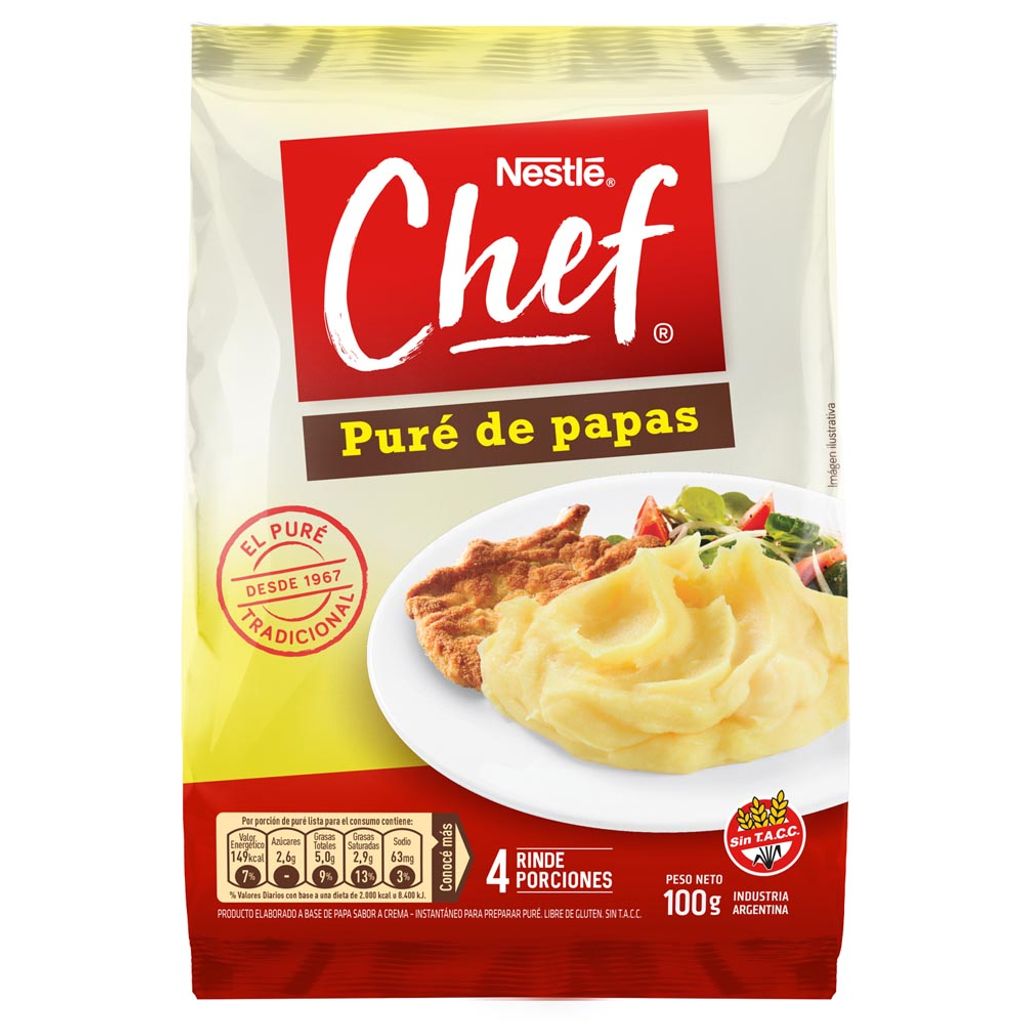 Nestlé®
Chef®
Puré de papas
Imágen ilustrativa
EL PURÉ
DESDE 1967
TRADICIONAL
Por porción de puré lista para el consumo contiene:
Valor Energético 149kcal 7%
Azúcares 2,6g -
Grasas Totales 5,0g 9%
Grasas Saturadas 2,9g 13%
Sodio 63mg 3%
% Valores Diarios con base a una dieta de 2.000 kcal u 8.400 kJ.
Conocé más
4 RINDE
PORCIONES
Sin T.A.C.C.
PESO NETO
100g
INDUSTRIA
ARGENTINA
PRODUCTO ELABORADO A BASE DE PAPA SABOR A CREMA - INSTANTÁNEO PARA PREPARAR PURÉ. LIBRE DE GLUTEN. SIN T.A.C.C.